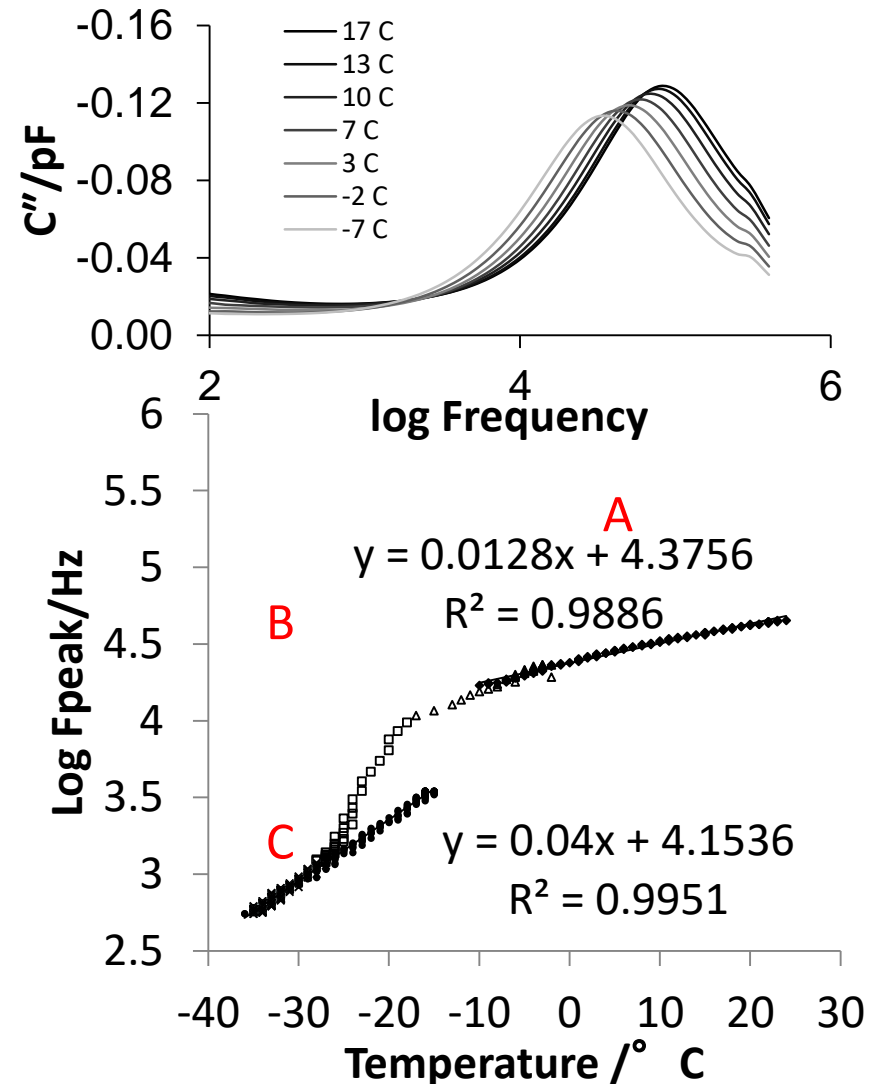 -0.16
-0.12
-0.08
-0.04
0.00
C″/pF
17 C
13 C
10 C
7 C
3 C
-2 C
-7 C
2 4 6
log Frequency
6
5.5
5
4.5
4
3.5
3
2.5
Log Fpeak/Hz
A
y = 0.0128x + 4.3756
R² = 0.9886
B
C
y = 0.04x + 4.1536
R² = 0.9951
-40 -30 -20 -10 0 10 20 30
Temperature /° C